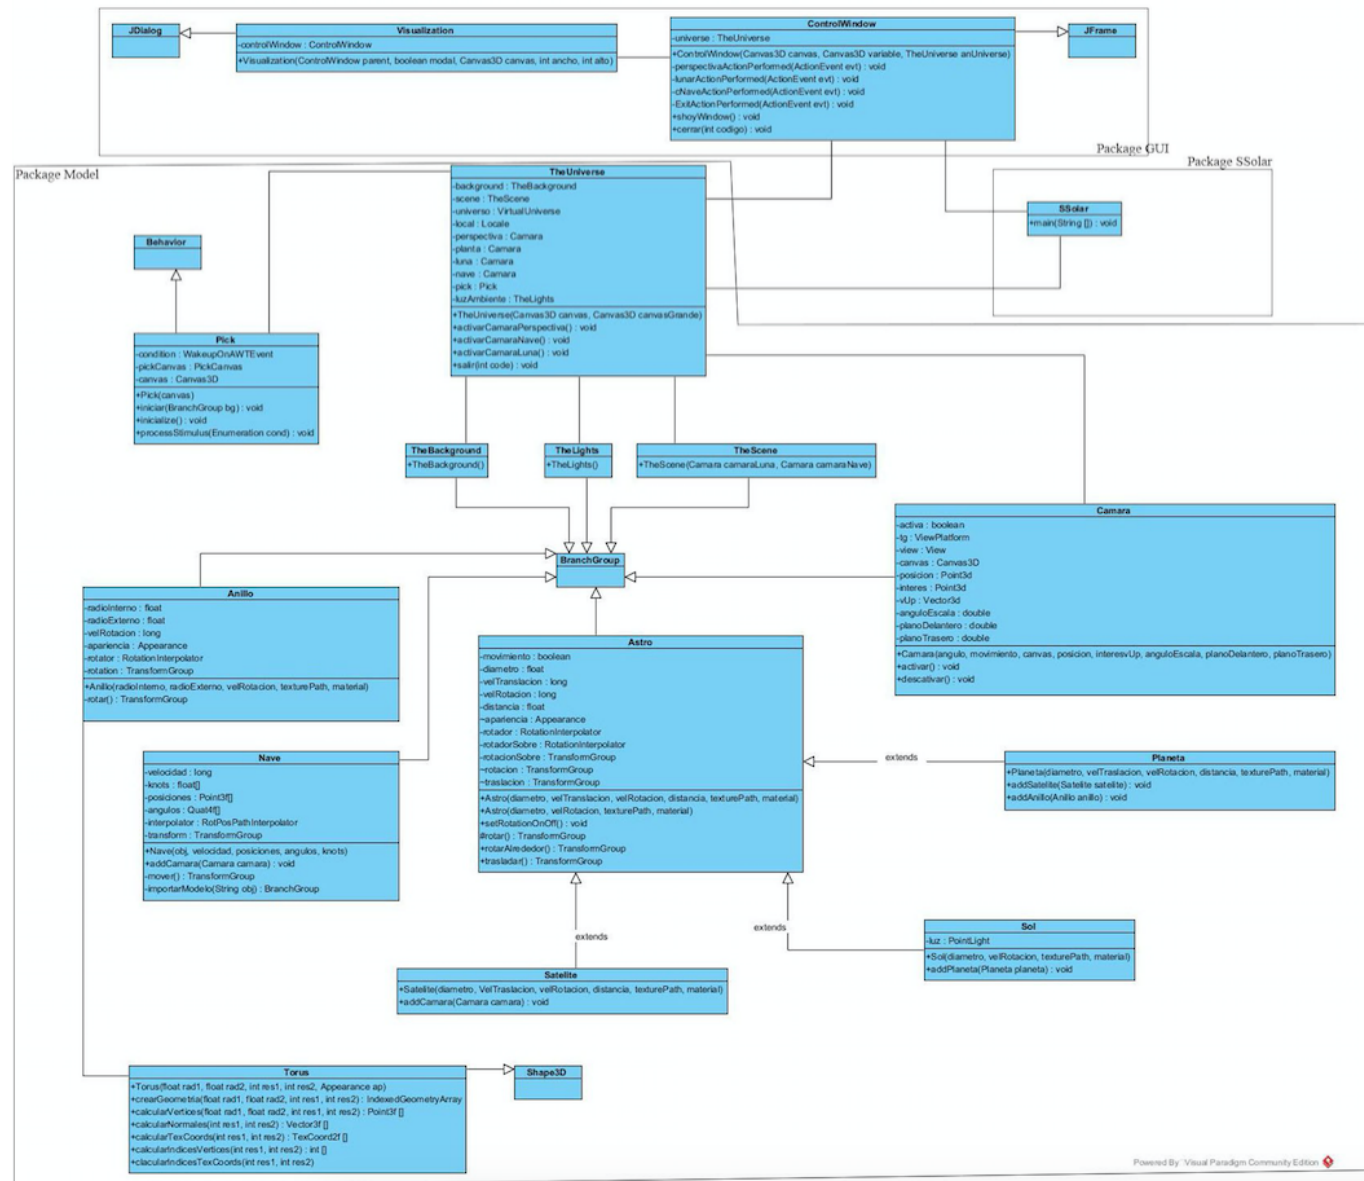 JDialog
Visualization
-controlWindow : ControlWindow
+Visualization(ControlWindow parent, boolean modal, Canvas3D canvas, int ancho, int alto)
ControlWindow
-universe : TheUniverse
+ControlWindow(Canvas3D canvas, Canvas3D variable, TheUniverse anUniverse)
-perspectivaActionPerformed(ActionEvent evt) : void
-lunarActionPerformed(ActionEvent evt) : void
-cNaveActionPerformed(ActionEvent evt) : void
-ExitActionPerformed(ActionEvent evt) : void
+shoyWindow() : void
+cerrar(int codigo) : void
JFrame
Package GUI
Package SSolar
Package Model
TheUniverse
-background : TheBackground
-scene : TheScene
-universo : VirtualUniverse
-local : Locale
-perspectiva : Camara
-planta : Camara
-luna : Camara
-nave : Camara
-pick : Pick
-luzAmbiente : TheLights
+TheUniverse(Canvas3D canvas, Canvas3D canvasGrande)
+activarCamaraPerspectiva() : void
+activarCamaraNave() : void
+activarCamaraLuna() : void
+salir(int code) : void
SSolar
+main(String []) : void
Behavior
Pick
-condition : WakeupOnAWTEvent
-pickCanvas : PickCanvas
-canvas : Canvas3D
+Pick(canvas)
+iniciar(BranchGroup bg) : void
+inicialize() : void
+processStimulus(Enumeration cond) : void
TheBackground
+TheBackground()
TheLights
+TheLights()
TheScene
+TheScene(Camara camaraLuna, Camara camaraNave)
Camara
-activa : boolean
-tg : ViewPlatform
-view : View
-canvas : Canvas3D
-posicion : Point3d
-interes : Point3d
-vUp : Vector3d
-anguloEscala : double
-planoDelantero : double
-planoTrasero : double
+Camara(angulo, movimiento, canvas, posicion, interesvUp, anguloEscala, planoDelantero, planoTrasero)
+activar() : void
+descativar() : void
BranchGroup
Anillo
-radioInterno : float
-radioExterno : float
-velRotacion : long
-apariencia : Appearance
-rotator : RotationInterpolator
-rotation : TransformGroup
+Anillo(radioInterno, radioExterno, velRotacion, texturePath, material)
-rotar() : TransformGroup
Astro
-movimiento : boolean
-diametro : float
-velTranslacion : long
-velRotacion : long
-distancia : float
~apariencia : Appearance
-rotador : RotationInterpolator
-rotadorSobre : RotationInterpolator
-rotacionSobre : TransformGroup
~rotacion : TransformGroup
~traslacion : TransformGroup
+Astro(diametro, velTranslacion, velRotacion, distancia, texturePath, material)
+Astro(diametro, velRotacion, texturePath, material)
+setRotationOnOff() : void
#rotar() : TransformGroup
+rotarAlrededor() : TransformGroup
+trasladar() : TransformGroup
Nave
-velocidad : long
-knots : float[]
-posiciones : Point3f[]
-angulos : Quat4f[]
-interpolator : RotPosPathInterpolator
-transform : TransformGroup
+Nave(obj, velocidad, posiciones, angulos, knots)
+addCamara(Camara camara) : void
-mover() : TransformGroup
-importarModelo(String obj) : BranchGroup
extends
Planeta
+Planeta(diametro, velTraslacion, velRotacion, distancia, texturePath, material)
+addSatelite(Satelite satelite) : void
+addAnillo(Anillo anillo) : void
extends
extends
Sol
-luz : PointLight
+Sol(diametro, velRotacion, texturePath, material)
+addPlaneta(Planeta planeta) : void
Satelite
+Satelite(diametro, VelTraslacion, velRotacion, distancia, texturePath, material)
+addCamara(Camara camara) : void
Torus
+Torus(float rad1, float rad2, int res1, int res2, Appearance ap)
+crearGeometria(float rad1, float rad2, int res1, int res2) : IndexedGeometryArray
+calcularVertices(float rad1, float rad2, int res1, int res2) : Point3f []
+calcularNormales(int res1, int res2) : Vector3f []
+calcularTexCoords(int res1, int res2) : TexCoord2f []
+calcularIndicesVertices(int res1, int res2) : int []
+clacularIndicesTexCoords(int res1, int res2)
Shape3D
Powered By Visual Paradigm Community Edition